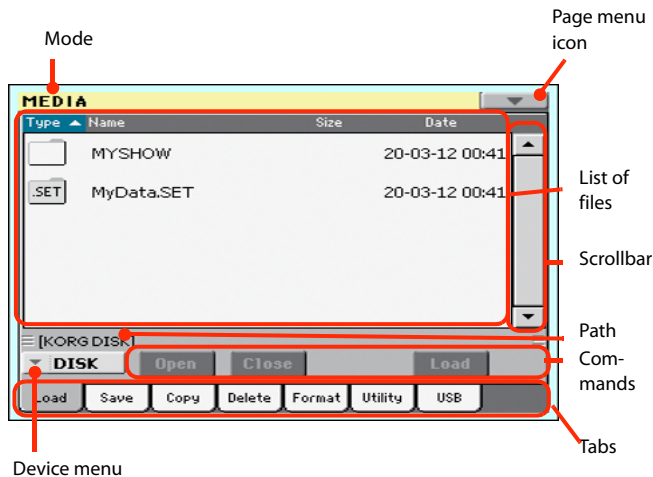 Mode
Page menu
icon
MEDIA
Type Name Size Date
MYSHOW 20-03-12 00:41
.SET MyData.SET 20-03-12 00:41
List of
files
Scrollbar
[KORG DISK]
Path
DISK Open Close Load
Com-
mands
Load Save Copy Delete Format Utility USB
Tabs
Device menu